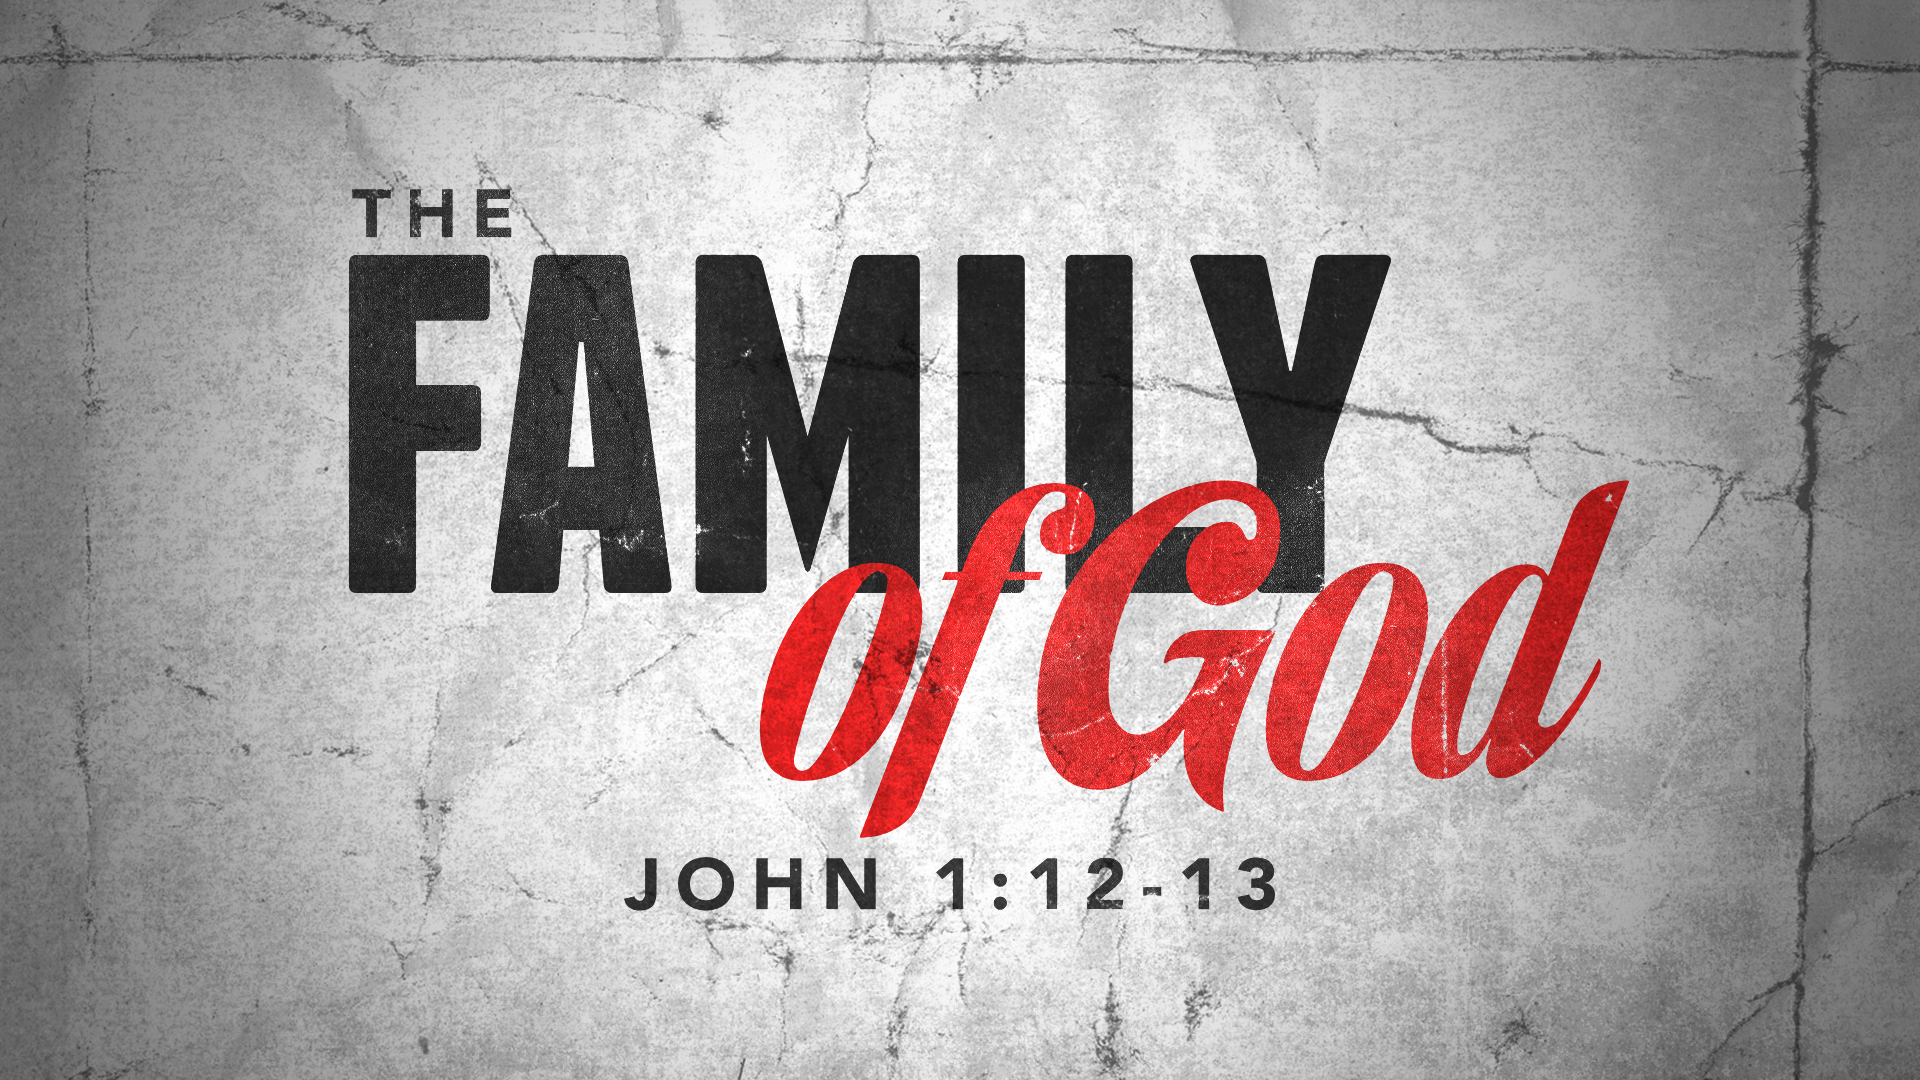 THE
FAMILY
of God
JOHN 1:12-13